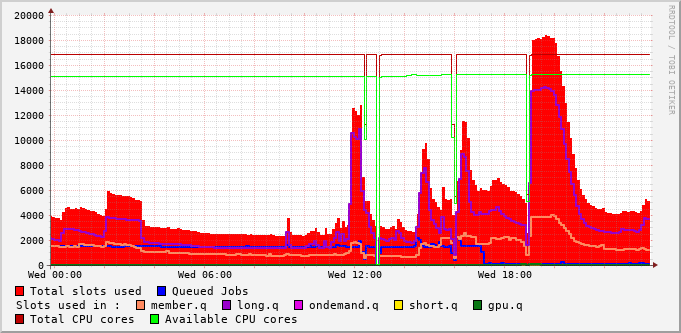 20000
18000
16000
14000
12000
10000
8000
6000
4000
2000
0
Wed 00:00 Wed 06:00 Wed 12:00 Wed 18:00
RRDTOOL / TOBI OETIKER
Total slots used Queued Jobs
Slots used in : member.q long.q ondemand.q short.q gpu.q
Total CPU cores Available CPU cores